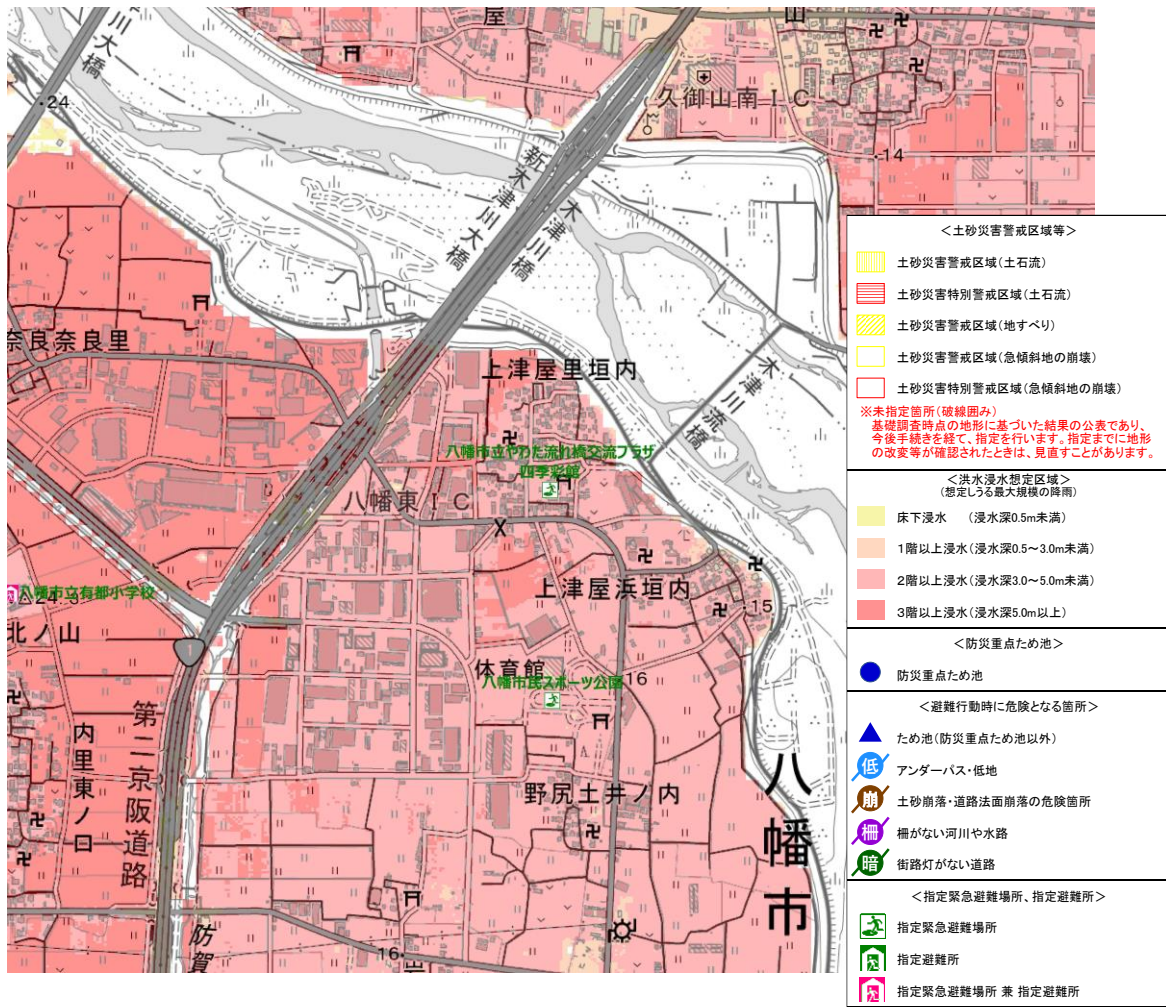 川大橋
屋
山
久御山南IC
・24
・14
新木津川大橋
木津川橋
奈良奈良里
上津屋里垣内
木津川流橋
八幡市立やわた流れ橋交流プラザ
四季彩館
八幡東IC
X
上津屋浜垣内
八幡市立有都小学校
15
北ノ山
1
体育館
16
八幡市民スポーツ公園
第二京阪道路
内里東ノ口
野尻土井ノ内
八幡市
防賀
16
＜土砂災害警戒区域等＞
土砂災害警戒区域（土石流）
土砂災害特別警戒区域（土石流）
土砂災害警戒区域（地すべり）
土砂災害警戒区域（急傾斜地の崩壊）
土砂災害特別警戒区域（急傾斜地の崩壊）
※未指定箇所（破線囲み）
基礎調査時点の地形に基づいた結果の公表であり、
今後手続きを経て、指定を行います。指定までに地形
の改変等が確認されたときは、見直すことがあります。
＜洪水浸水想定区域＞
（想定しうる最大規模の降雨）
床下浸水　（浸水深0.5m未満）
1階以上浸水（浸水深0.5～3.0m未満）
2階以上浸水（浸水深3.0～5.0m未満）
3階以上浸水（浸水深5.0m以上）
＜防災重点ため池＞
防災重点ため池
＜避難行動時に危険となる箇所＞
ため池（防災重点ため池以外）
低 アンダーパス・低地
崩 土砂崩落・道路法面崩落の危険箇所
柵 柵がない河川や水路
暗 街路灯がない道路
＜指定緊急避難場所、指定避難所＞
指定緊急避難場所
指定避難所
指定緊急避難場所 兼 指定避難所